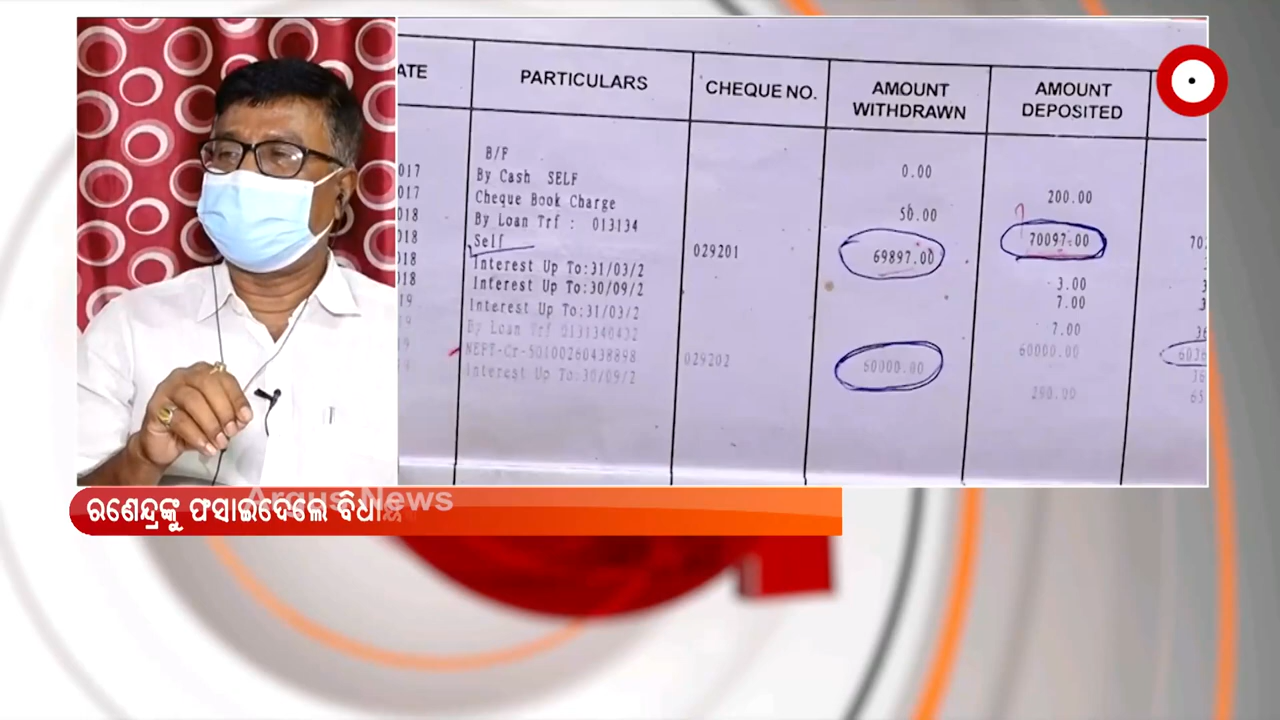 ATE PARTICULARS CHEQUE NO. AMOUNT WITHDRAWN AMOUNT DEPOSITED
B/F 0.00
017 By Cash SELF 200.00
017 Cheque Book Charge 50.00
018 By Loan Trf : 013134 70097.00
018 Self 029201 69897.00
018 Interest Up To:31/03/2 3.00
018 Interest Up To:30/09/2 7.00
Interest Up To:31/03/2 7.00
By Loan Trf 0131340432 60000.00
NEFT-Cr-50100260438898 029202 60000.00
Interest Up To:30/09/2 290.00
Argus News
ରଣେନ୍ଦ୍ରଙ୍କୁ ଫସାଇଦେଲେ ବିଧାୟ